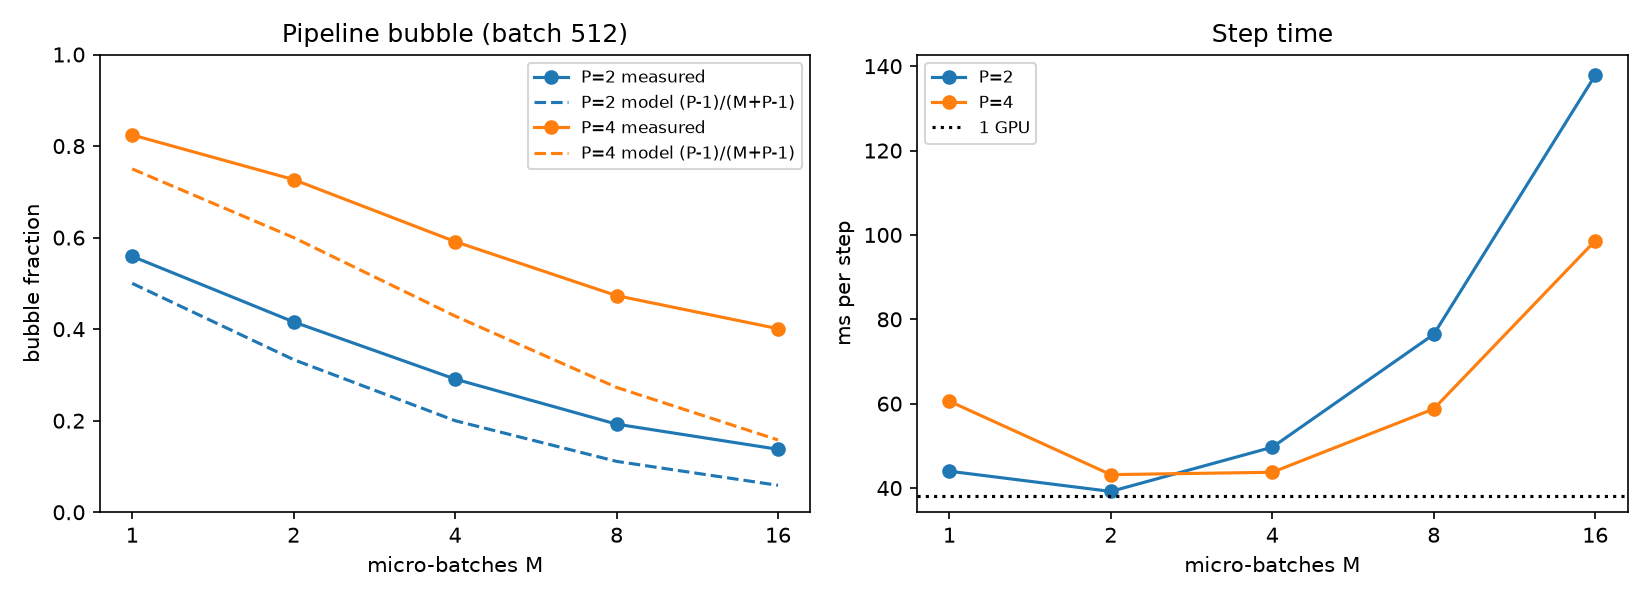 Pipeline bubble (batch 512)
bubble fraction
1.0
0.8
0.6
0.4
0.2
0.0
P=2 measured
P=2 model (P-1)/(M+P-1)
P=4 measured
P=4 model (P-1)/(M+P-1)
1 2 4 8 16
micro-batches M
Step time
ms per step
140
120
100
80
60
40
P=2
P=4
1 GPU
1 2 4 8 16
micro-batches M